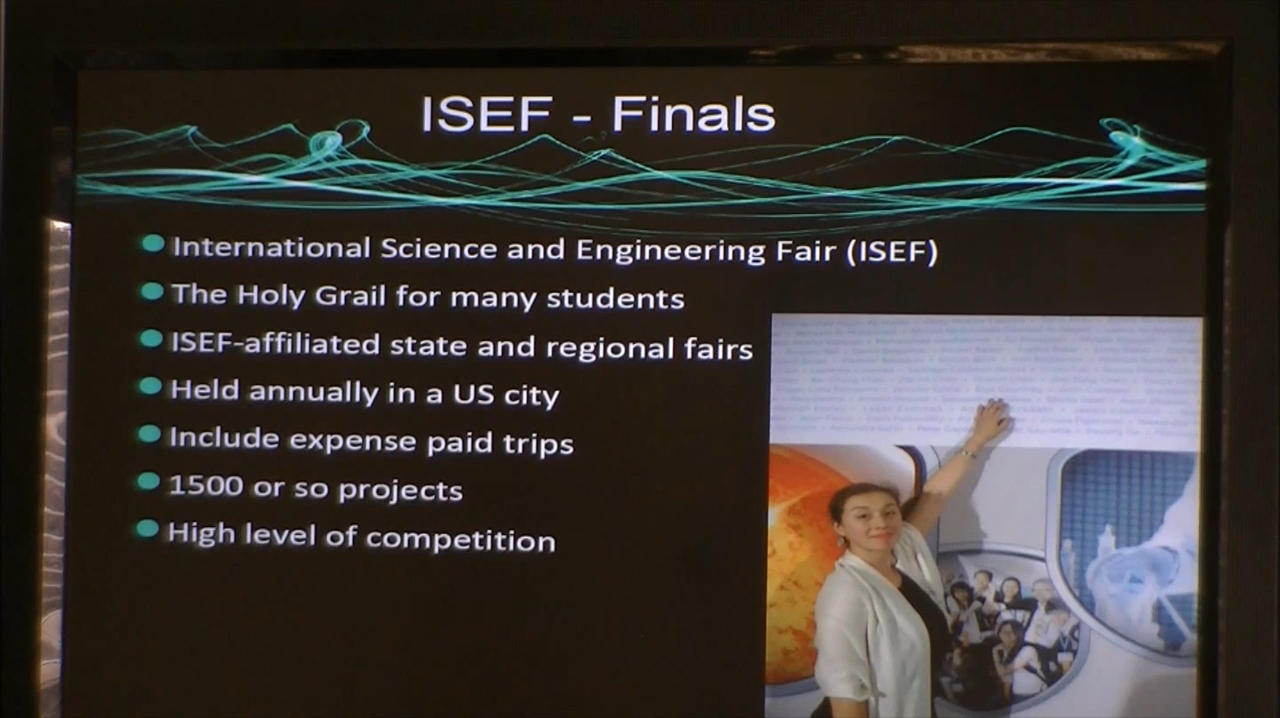 ISEF - Finals
International Science and Engineering Fair (ISEF)
The Holy Grail for many students
ISEF-affiliated state and regional fairs
Held annually in a US city
Include expense paid trips
1500 or so projects
High level of competition